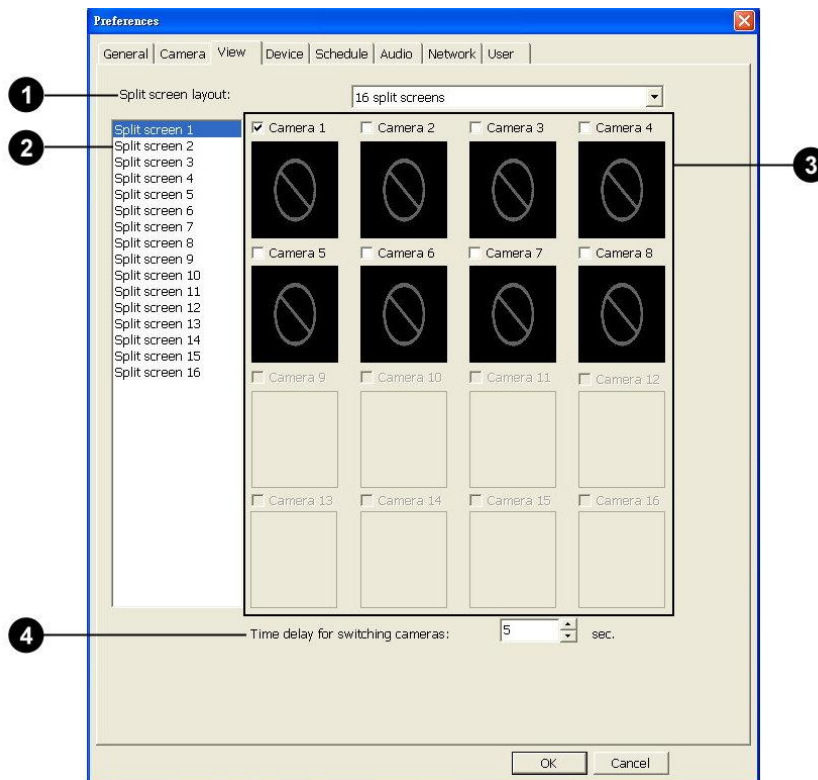 Preferences
General Camera View Device Schedule Audio Network User
1 Split screen layout: 16 split screens
2
3
Split screen 1
Split screen 2
Split screen 3
Split screen 4
Split screen 5
Split screen 6
Split screen 7
Split screen 8
Split screen 9
Split screen 10
Split screen 11
Split screen 12
Split screen 13
Split screen 14
Split screen 15
Split screen 16
Camera 1 Camera 2 Camera 3 Camera 4
Camera 5 Camera 6 Camera 7 Camera 8
Camera 9 Camera 10 Camera 11 Camera 12
Camera 13 Camera 14 Camera 15 Camera 16
4 Time delay for switching cameras: 5 sec.
OK Cancel